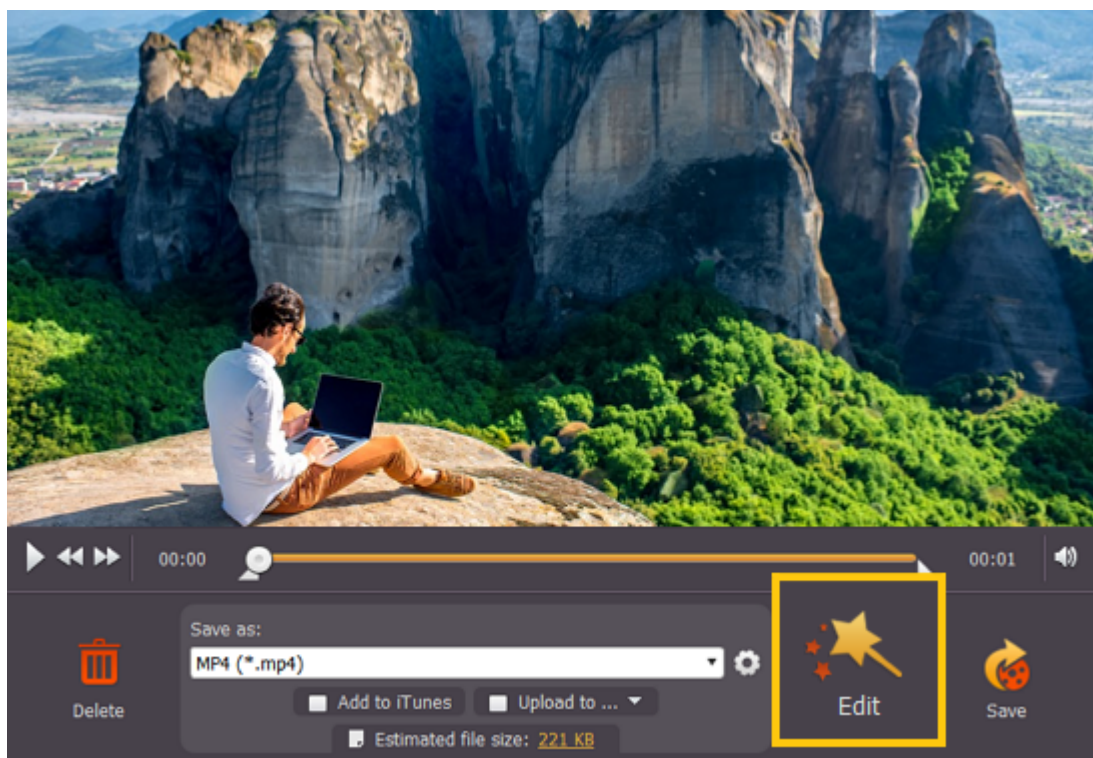 00:00
00:01
Save as:
MP4 (*.mp4)
Add to iTunes
Upload to ...
Estimated file size: 221 KB
Delete
Edit
Save